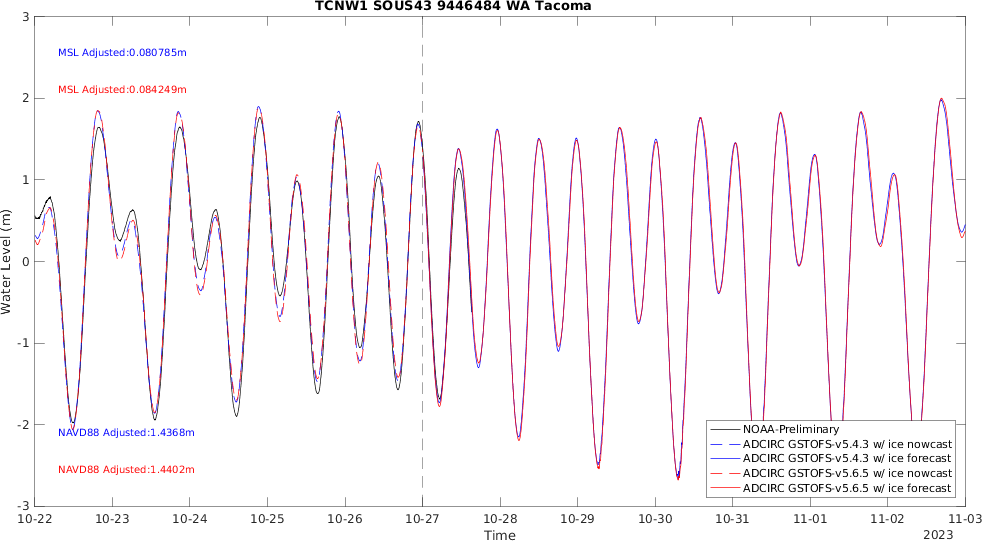 TCNW1 SOUS43 9446484 WA Tacoma
3
MSL Adjusted:0.080785m
MSL Adjusted:0.084249m
2
1
0
-1
-2
-3
Water Level (m)
NAVD88 Adjusted:1.4368m
NAVD88 Adjusted:1.4402m
NOAA-Preliminary
ADCIRC GSTOFS-v5.4.3 w/ ice nowcast
ADCIRC GSTOFS-v5.4.3 w/ ice forecast
ADCIRC GSTOFS-v5.6.5 w/ ice nowcast
ADCIRC GSTOFS-v5.6.5 w/ ice forecast
10-22 10-23 10-24 10-25 10-26 10-27 10-28 10-29 10-30 10-31 11-01 11-02 11-03
Time
2023